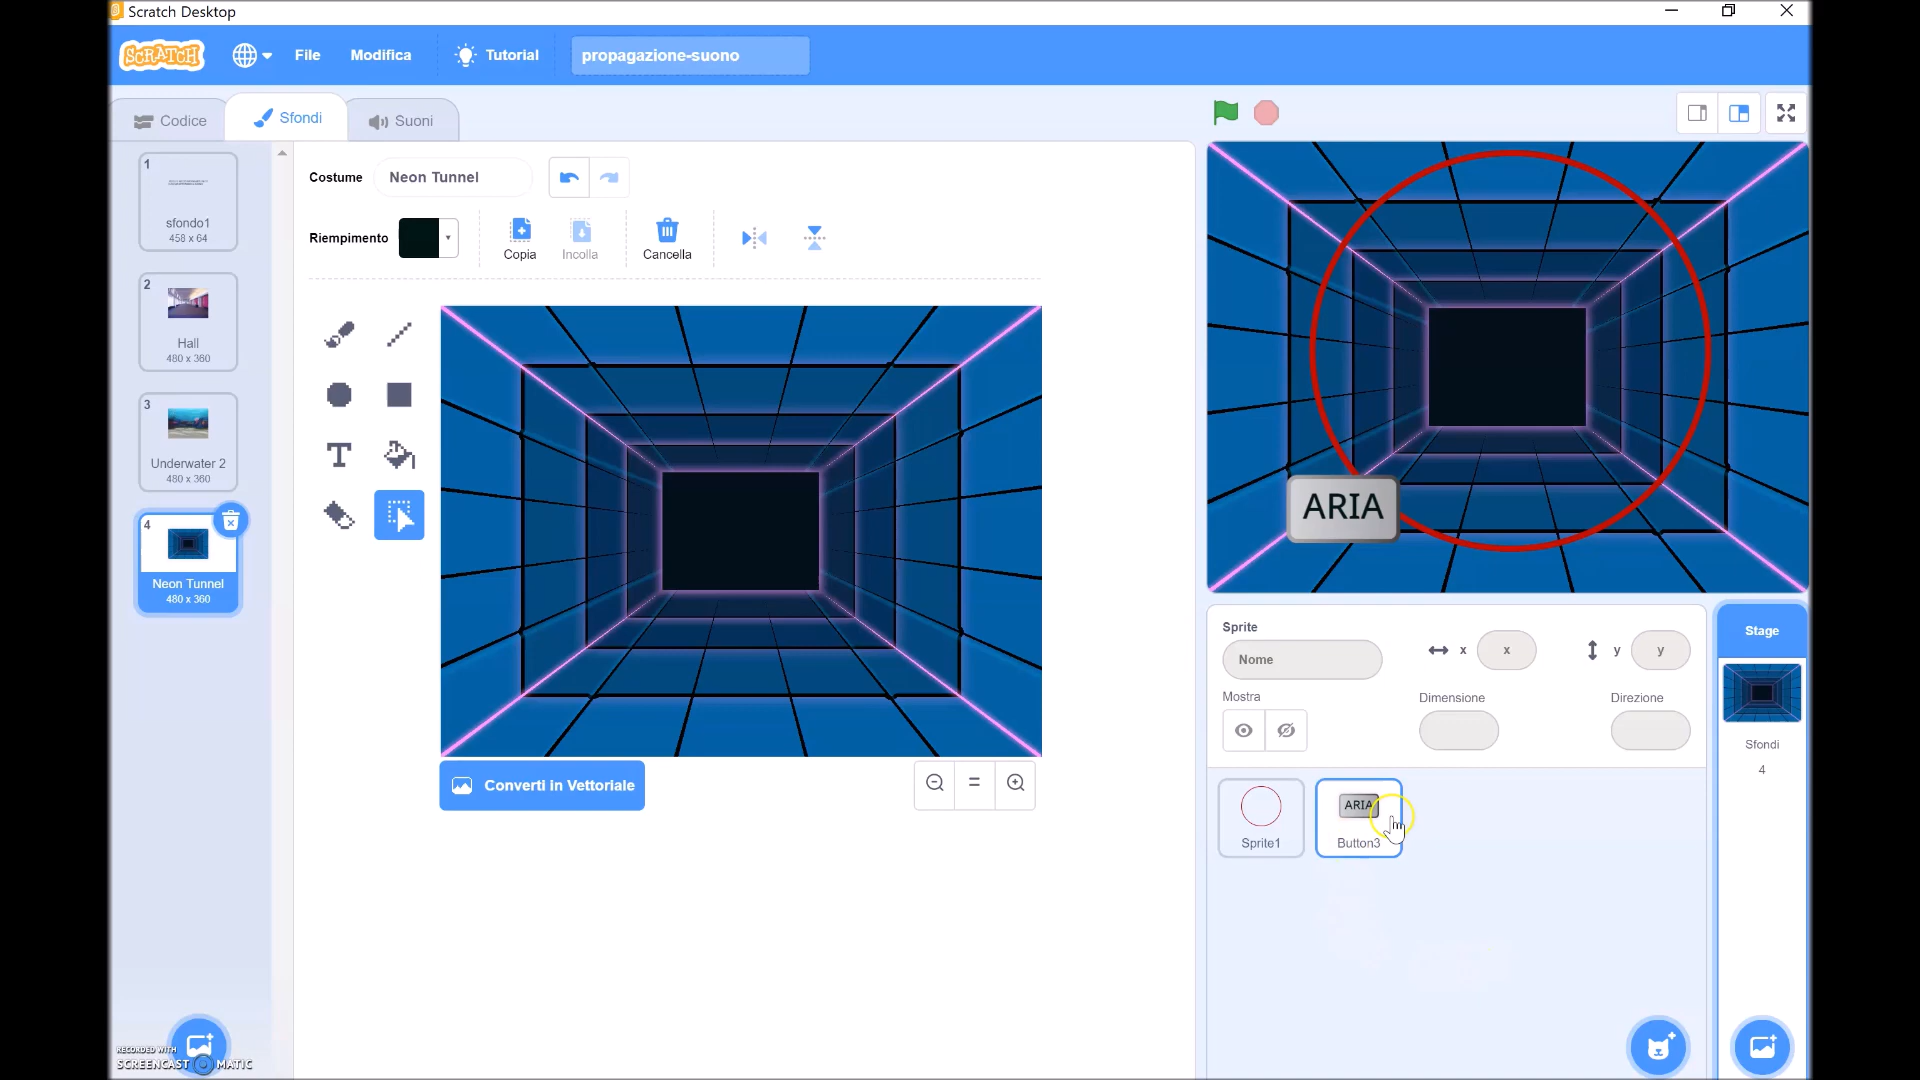 Scratch Desktop
SCRATCH
File
Modifica
Tutorial
propagazione-suono
Codice
Sfondi
Suoni
1
sfondo1
458 x 64
2
Hall
480 x 360
3
Underwater 2
480 x 360
4
Neon Tunnel
480 x 360
Costume
Neon Tunnel
Riempimento
Copia
Incolla
Cancella
T
Converti in Vettoriale
ARIA
Sprite
Nome
x
x
y
y
Mostra
Dimensione
Direzione
Sprite1
ARIA
Button3
Stage
Sfondi
4
RECORDED WITH
SCREENCAST MATIC